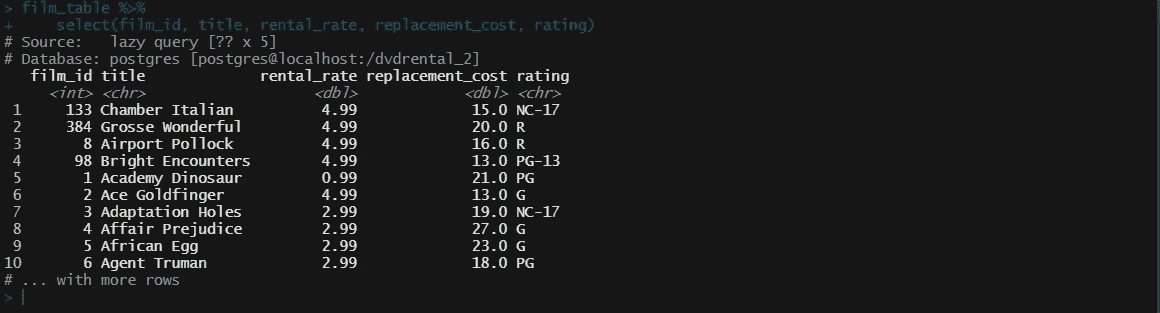 > film_table %>%
+     select(film_id, title, rental_rate, replacement_cost, rating)
# Source:   lazy query [?? x 5]
# Database: postgres [postgres@localhost:/dvdrental_2]
   film_id title             rental_rate replacement_cost rating
     <int> <chr>                   <dbl>            <dbl> <chr>
 1     133 Chamber Italian          4.99             15.0 NC-17
 2     384 Grosse Wonderful         4.99             20.0 R
 3       8 Airport Pollock          4.99             16.0 R
 4      98 Bright Encounters        4.99             13.0 PG-13
 5       1 Academy Dinosaur         0.99             21.0 PG
 6       2 Ace Goldfinger           4.99             13.0 G
 7       3 Adaptation Holes         2.99             19.0 NC-17
 8       4 Affair Prejudice         2.99             27.0 G
 9       5 African Egg              2.99             23.0 G
10       6 Agent Truman             2.99             18.0 PG
# ... with more rows
>